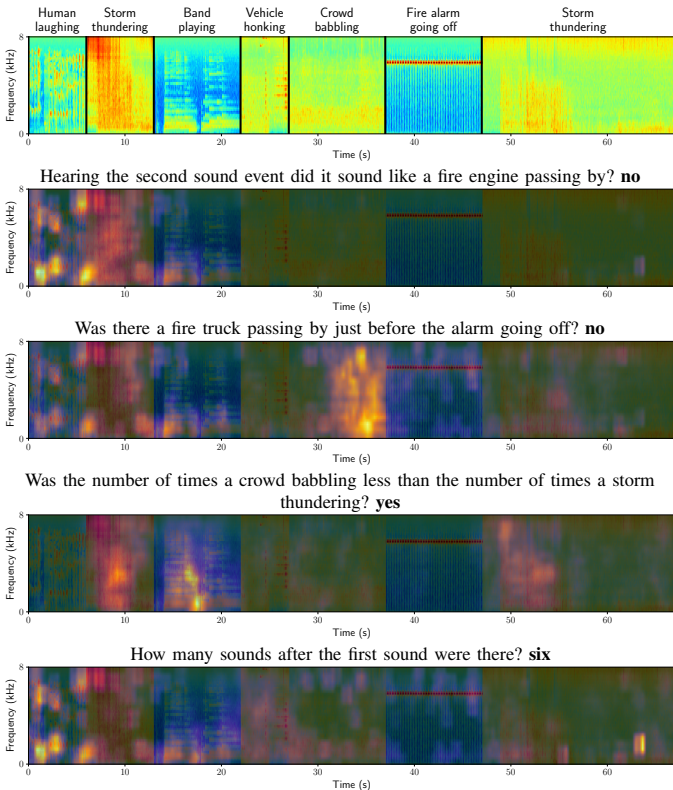 Human Storm Band Vehicle Crowd Fire alarm Storm
laughing thundering playing honking babbling going off thundering
8
Frequency (kHz)
0
0 10 20 30 40 50 60
Time (s)
Hearing the second sound event did it sound like a fire engine passing by? no
8
Frequency (kHz)
0
0 10 20 30 40 50 60
Time (s)
Was there a fire truck passing by just before the alarm going off? no
8
Frequency (kHz)
0
0 10 20 30 40 50 60
Time (s)
Was the number of times a crowd babbling less than the number of times a storm
thundering? yes
8
Frequency (kHz)
0
0 10 20 30 40 50 60
Time (s)
How many sounds after the first sound were there? six
8
Frequency (kHz)
0
0 10 20 30 40 50 60
Time (s)